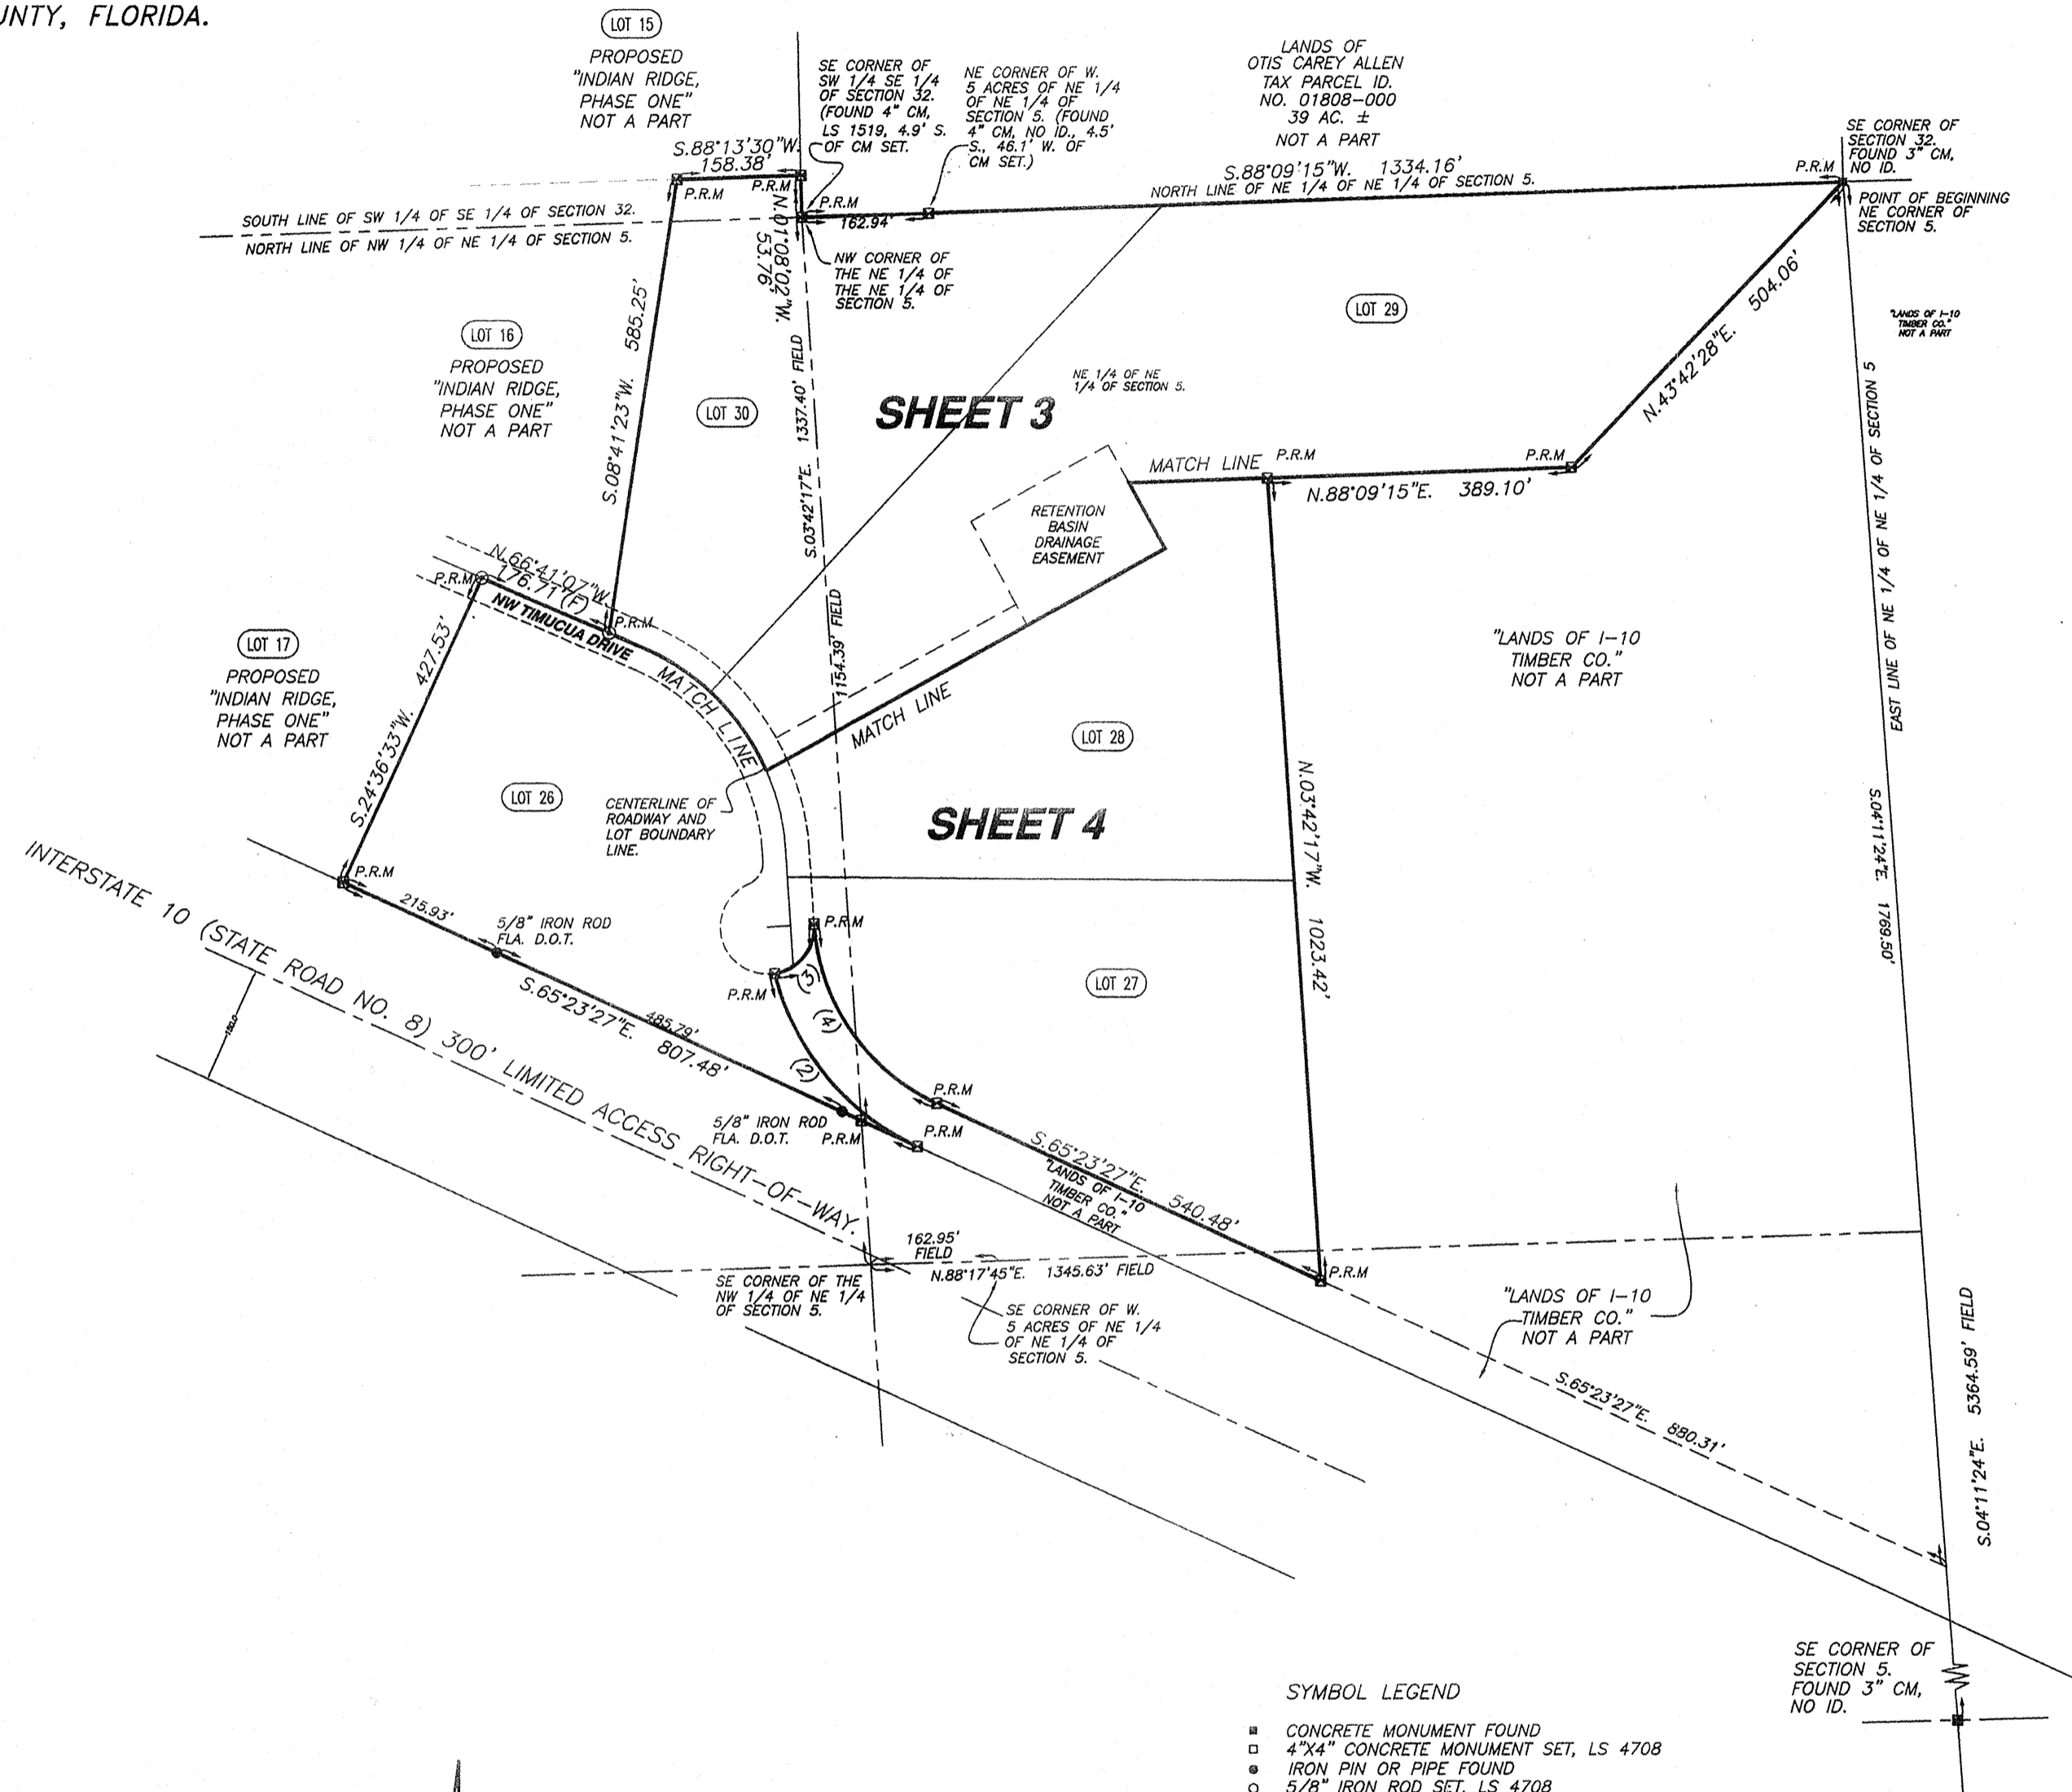 UNTY, FLORIDA.
LOT 15
PROPOSED
"INDIAN RIDGE,
PHASE ONE"
NOT A PART
SE CORNER OF
SW 1/4 SE 1/4
OF SECTION 32.
(FOUND 4" CM,
LS 1519, 4.9' S.
OF CM SET.
NE CORNER OF W.
5 ACRES OF NE 1/4
OF NE 1/4 OF
SECTION 5. (FOUND
4" CM, NO ID., 4.5'
S., 46.1' W. OF
CM SET.)
LANDS OF
OTIS CAREY ALLEN
TAX PARCEL ID.
NO. 01808-000
39 AC. ±
NOT A PART
SE CORNER OF
SECTION 32.
FOUND 3" CM,
NO ID.
P.R.M
POINT OF BEGINNING
NE CORNER OF
SECTION 5.
S.88°13'30"W.
158.38'
P.R.M
P.R.M
P.R.M
162.94'
S.88°09'15"W. 1334.16'
NORTH LINE OF NE 1/4 OF NE 1/4 OF SECTION 5.
SOUTH LINE OF SW 1/4 OF SE 1/4 OF SECTION 32.
NORTH LINE OF NW 1/4 OF NE 1/4 OF SECTION 5.
N.01°08'02"W.
53.76'
NW CORNER OF
THE NE 1/4 OF
THE NE 1/4 OF
SECTION 5.
LOT 29
504.06'
N.43°42'28"E.
"LANDS OF I-10
TIMBER CO."
NOT A PART
LOT 16
PROPOSED
"INDIAN RIDGE,
PHASE ONE"
NOT A PART
S.08°41'23"W. 585.25'
LOT 30
S.03°42'17"E. 1337.40' FIELD
NE 1/4 OF NE
1/4 OF SECTION 5.
SHEET 3
EAST LINE OF NE 1/4 OF NE 1/4 OF SECTION 5
MATCH LINE
P.R.M
P.R.M
N.88°09'15"E. 389.10'
RETENTION
BASIN
DRAINAGE
EASEMENT
N.66°41'07"W.
176.71'(F)
P.R.M
P.R.M
NW TIMUCUA DRIVE
MATCH LINE
1154.39' FIELD
MATCH LINE
LOT 17
PROPOSED
"INDIAN RIDGE,
PHASE ONE"
NOT A PART
S.24°36'33"W. 427.53'
"LANDS OF I-10
TIMBER CO."
NOT A PART
LOT 28
LOT 26
CENTERLINE OF
ROADWAY AND
LOT BOUNDARY
LINE.
SHEET 4
N.03°42'17"W. 1023.42'
S.04°11'24"E. 1769.50'
P.R.M
INTERSTATE 10 (STATE ROAD NO. 8) 300' LIMITED ACCESS RIGHT-OF-WAY.
215.93'
5/8" IRON ROD
FLA. D.O.T.
P.R.M
P.R.M
(3)
(4)
(2)
LOT 27
S.65°23'27"E. 807.48'
485.79'
150.0
P.R.M
5/8" IRON ROD
FLA. D.O.T.
P.R.M
P.R.M
S.65°23'27"E. 540.48'
"LANDS OF I-10
TIMBER CO."
NOT A PART
162.95'
FIELD
N.88°17'45"E. 1345.63' FIELD
P.R.M
SE CORNER OF THE
NW 1/4 OF NE 1/4
OF SECTION 5.
SE CORNER OF W.
5 ACRES OF NE 1/4
OF NE 1/4 OF
SECTION 5.
"LANDS OF I-10
TIMBER CO."
NOT A PART
S.65°23'27"E. 880.31'
S.04°11'24"E. 5364.59' FIELD
SE CORNER OF
SECTION 5.
FOUND 3" CM,
NO ID.
SYMBOL LEGEND
CONCRETE MONUMENT FOUND
4"X4" CONCRETE MONUMENT SET, LS 4708
IRON PIN OR PIPE FOUND
5/8" IRON ROD SET, LS 4708